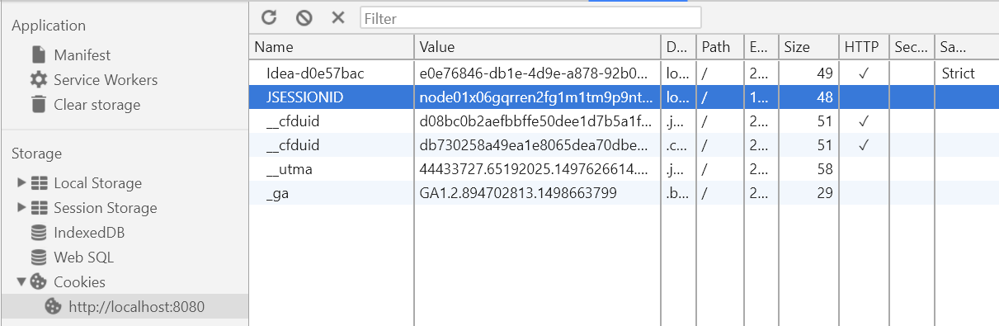 Application
Manifest
Service Workers
Clear storage
Storage
Local Storage
Session Storage
IndexedDB
Web SQL
Cookies
http://localhost:8080
Filter
Name Value D... Path E... Size HTTP Sec... Sa...
Idea-d0e57bac e0e76846-db1e-4d9e-a878-92b0... lo... / 2... 49 ✓ Strict
JSESSIONID node01x06gqrren2fg1m1tm9p9nt... lo... / 1... 48
__cfduid d08bc0b2aefbbffe50dee1d7b5a1f... .j... / 2... 51 ✓
__cfduid db730258a49ea1e8065dea70dbe... .c... / 2... 51 ✓
__utma 44433727.65192025.1497626614.... .j... / 2... 58
_ga GA1.2.894702813.1498663799 .b... / 2... 29